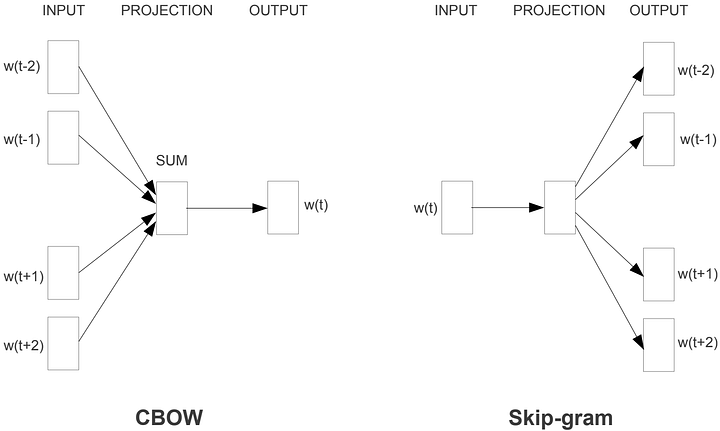 INPUT PROJECTION OUTPUT
w(t-2)
w(t-1)
SUM
w(t)
w(t+1)
w(t+2)
CBOW
INPUT PROJECTION OUTPUT
w(t-2)
w(t-1)
w(t)
w(t+1)
w(t+2)
Skip-gram